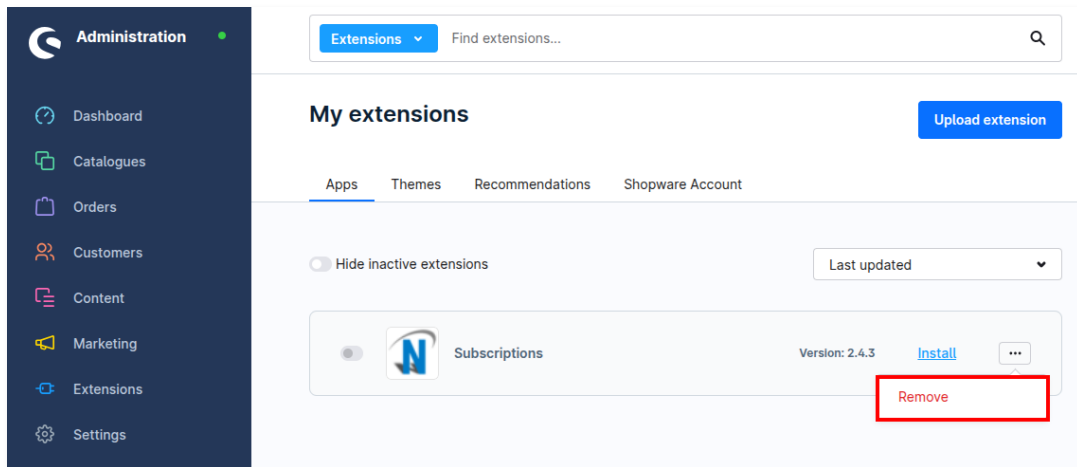 Administration
Dashboard
Catalogues
Orders
Customers
Content
Marketing
Extensions
Settings
Extensions Find extensions...
My extensions
Upload extension
Apps Themes Recommendations Shopware Account
Hide inactive extensions Last updated
N Subscriptions Version: 2.4.3 Install ...
Remove